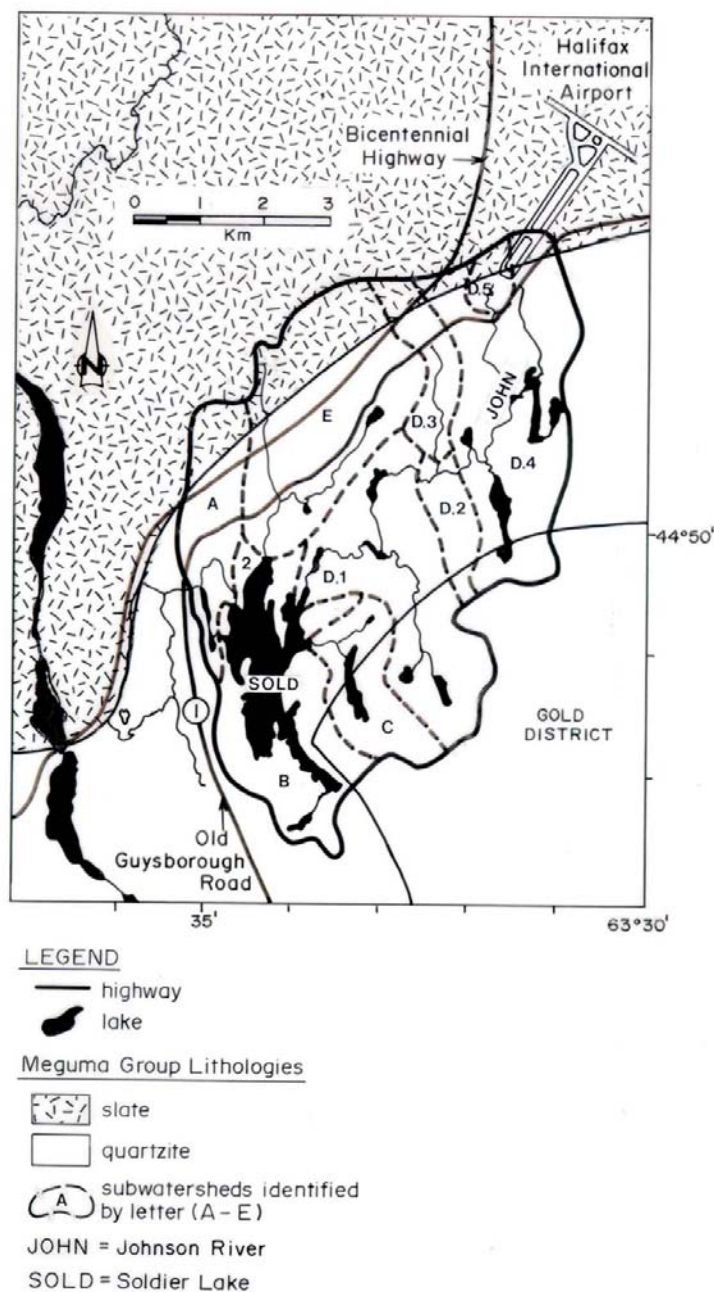 Halifax
International
Airport
Bicentennial
Highway
0 1 2 3
Km
N
D.5
JOHN
E
D.3
A
D.4
D.2
44°50'
2
D.1
SOLD
1
C
GOLD
DISTRICT
B
Old
Guysborough
Road
35'
63°30'
LEGEND
highway
lake
Meguma Group Lithologies
slate
quartzite
A
subwatersheds identified
by letter (A-E)
JOHN = Johnson River
SOLD = Soldier Lake